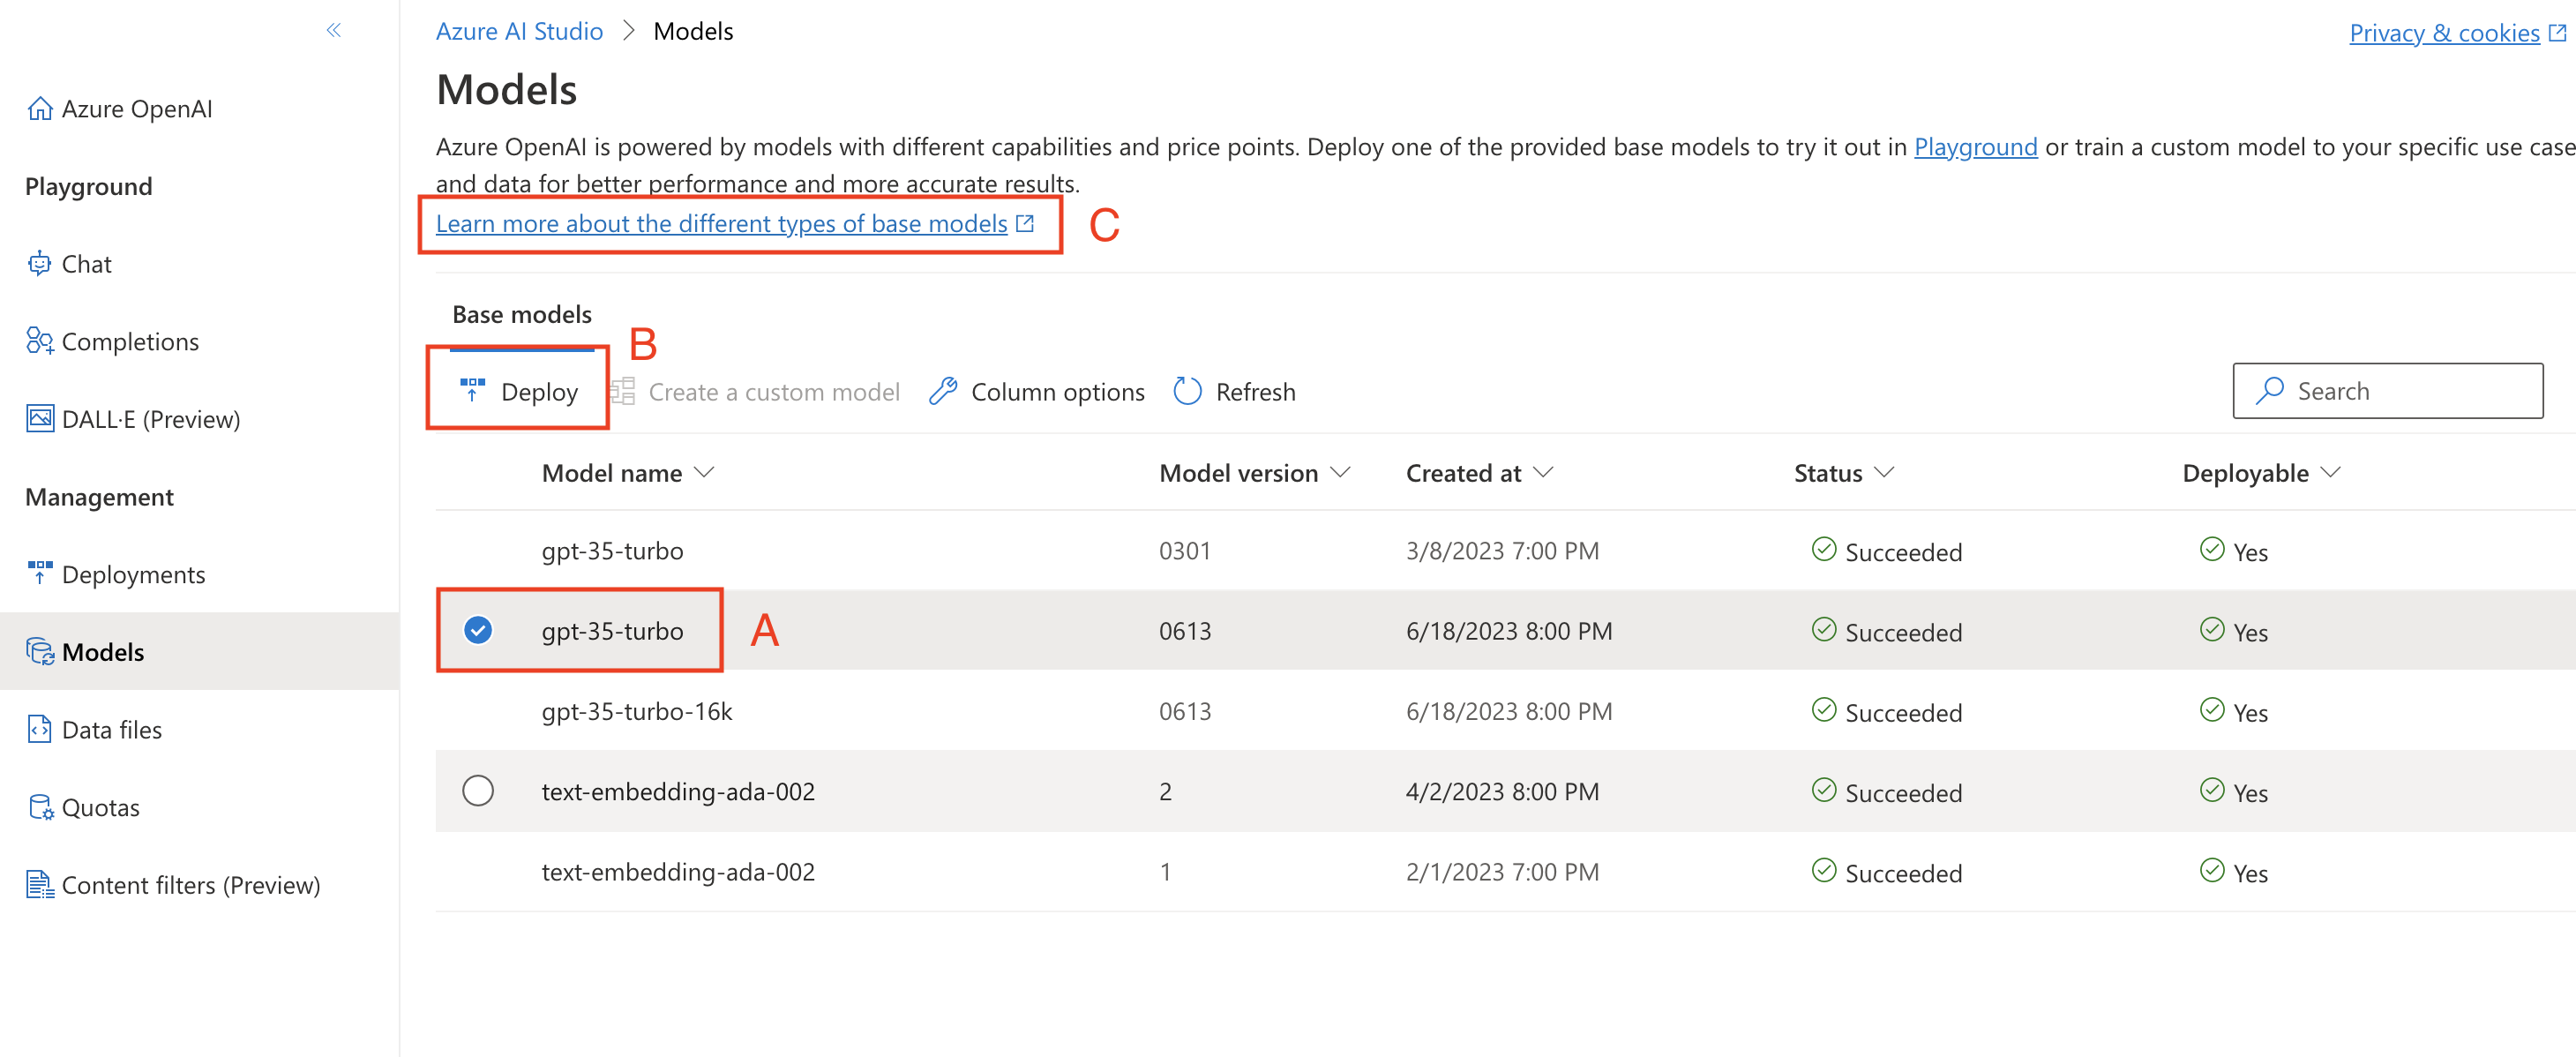 Azure AI Studio > Models
Privacy & cookies
Models
Azure OpenAI is powered by models with different capabilities and price points. Deploy one of the provided base models to try it out in Playground or train a custom model to your specific use case
and data for better performance and more accurate results.
Learn more about the different types of base models
C
Azure OpenAI
Playground
Chat
Completions
DALL·E (Preview)
Management
Deployments
Models
Data files
Quotas
Content filters (Preview)
Base models
B
Deploy Create a custom model Column options Refresh Search
Model name Model version Created at Status Deployable
gpt-35-turbo 0301 3/8/2023 7:00 PM Succeeded Yes
gpt-35-turbo A 0613 6/18/2023 8:00 PM Succeeded Yes
gpt-35-turbo-16k 0613 6/18/2023 8:00 PM Succeeded Yes
text-embedding-ada-002 2 4/2/2023 8:00 PM Succeeded Yes
text-embedding-ada-002 1 2/1/2023 7:00 PM Succeeded Yes